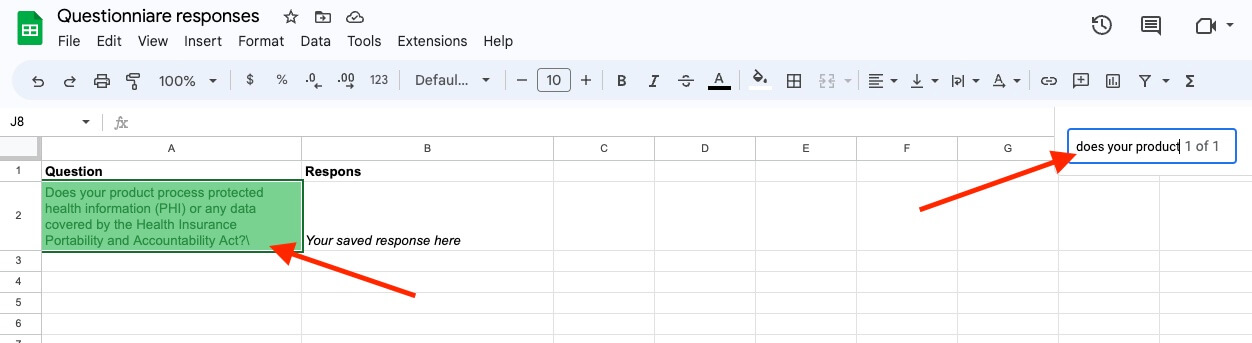 Questionniare responses
File Edit View Insert Format Data Tools Extensions Help
100% $ % .0 .00 123 Defaul... 10 B I S A
J8 fx
does your product 1 of 1
A B C D E F G
1 Question Respons
2 Does your product process protected
health information (PHI) or any data
covered by the Health Insurance
Portability and Accountability Act?\ Your saved response here
3
4
5
6
7